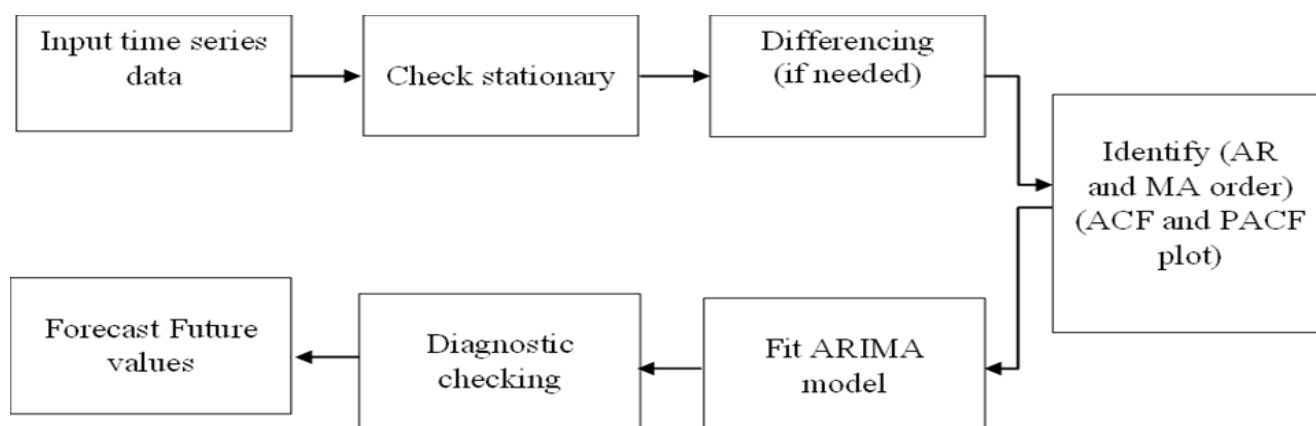 Input time series
data
Check stationary
Differencing
(if needed)
Identify (AR
and MA order)
(ACF and PACF
plot)
Fit ARIMA
model
Diagnostic
checking
Forecast Future
values